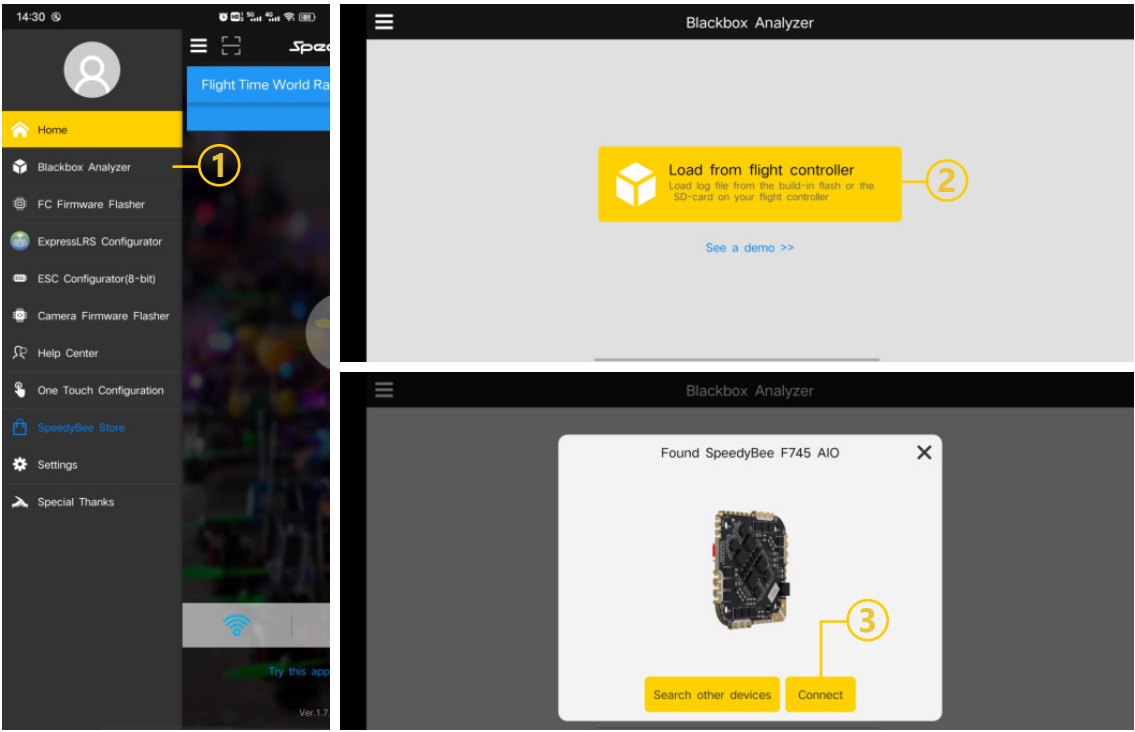 14:30
Spee
Flight Time World Ra
Home
Blackbox Analyzer
1
FC Firmware Flasher
ExpressLRS Configurator
ESC Configurator(8-bit)
Camera Firmware Flasher
Help Center
One Touch Configuration
SpeedyBee Store
Settings
Special Thanks
Try this app
Ver.1.7.
Blackbox Analyzer
Load from flight controller
Load log file from the build-in flash or the
SD-card on your flight controller
2
See a demo >>
Blackbox Analyzer
Found SpeedyBee F745 AIO
3
Search other devices
Connect